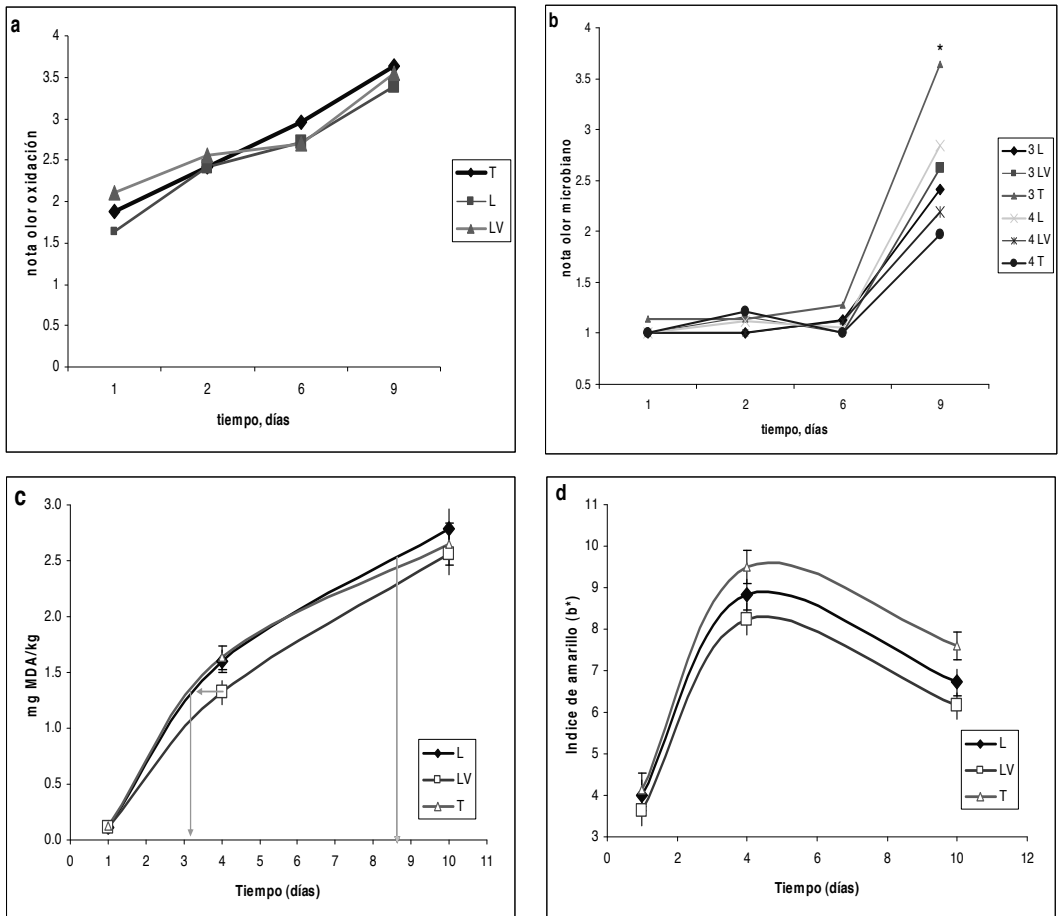 a
nota olor oxidación
4
3.5
3
2.5
2
1.5
1
0.5
0
1 2 6 9
tiempo, días
T
L
LV
b
nota olor microbiano
4
3.5
3
2.5
2
1.5
1
0.5
*
1 2 6 9
tiempo, días
3 L
3 LV
3 T
4 L
4 LV
4 T
c
mg MDA/kg
3.0
2.5
2.0
1.5
1.0
0.5
0.0
0 1 2 3 4 5 6 7 8 9 10 11
Tiempo (días)
L
LV
T
d
Indice de amarillo (b*)
11
10
9
8
7
6
5
4
3
0 2 4 6 8 10 12
Tiempo (días)
L
LV
T